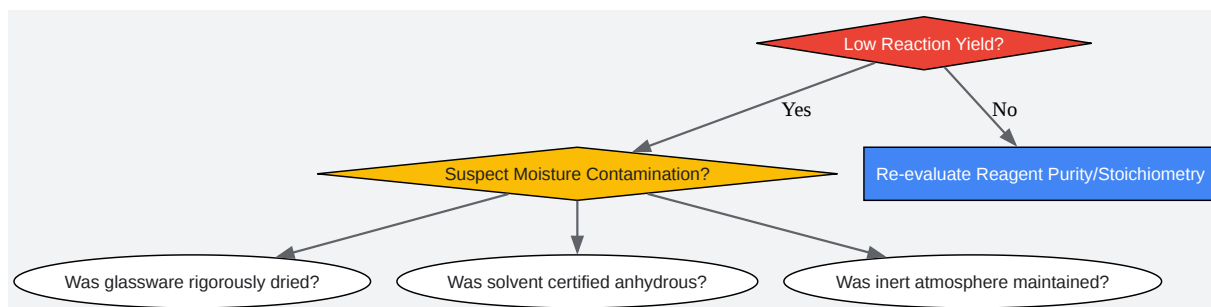 Low Reaction Yield?
Yes
No
Suspect Moisture Contamination?
Re-evaluate Reagent Purity/Stoichiometry
Was glassware rigorously dried?
Was solvent certified anhydrous?
Was inert atmosphere maintained?